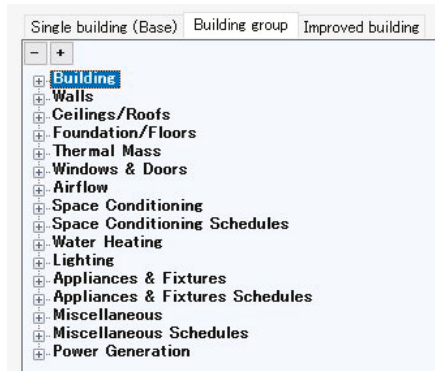 Single building (Base) Building group Improved building
- +
Building
Walls
Ceilings/Roofs
Foundation/Floors
Thermal Mass
Windows & Doors
Airflow
Space Conditioning
Space Conditioning Schedules
Water Heating
Lighting
Appliances & Fixtures
Appliances & Fixtures Schedules
Miscellaneous
Miscellaneous Schedules
Power Generation